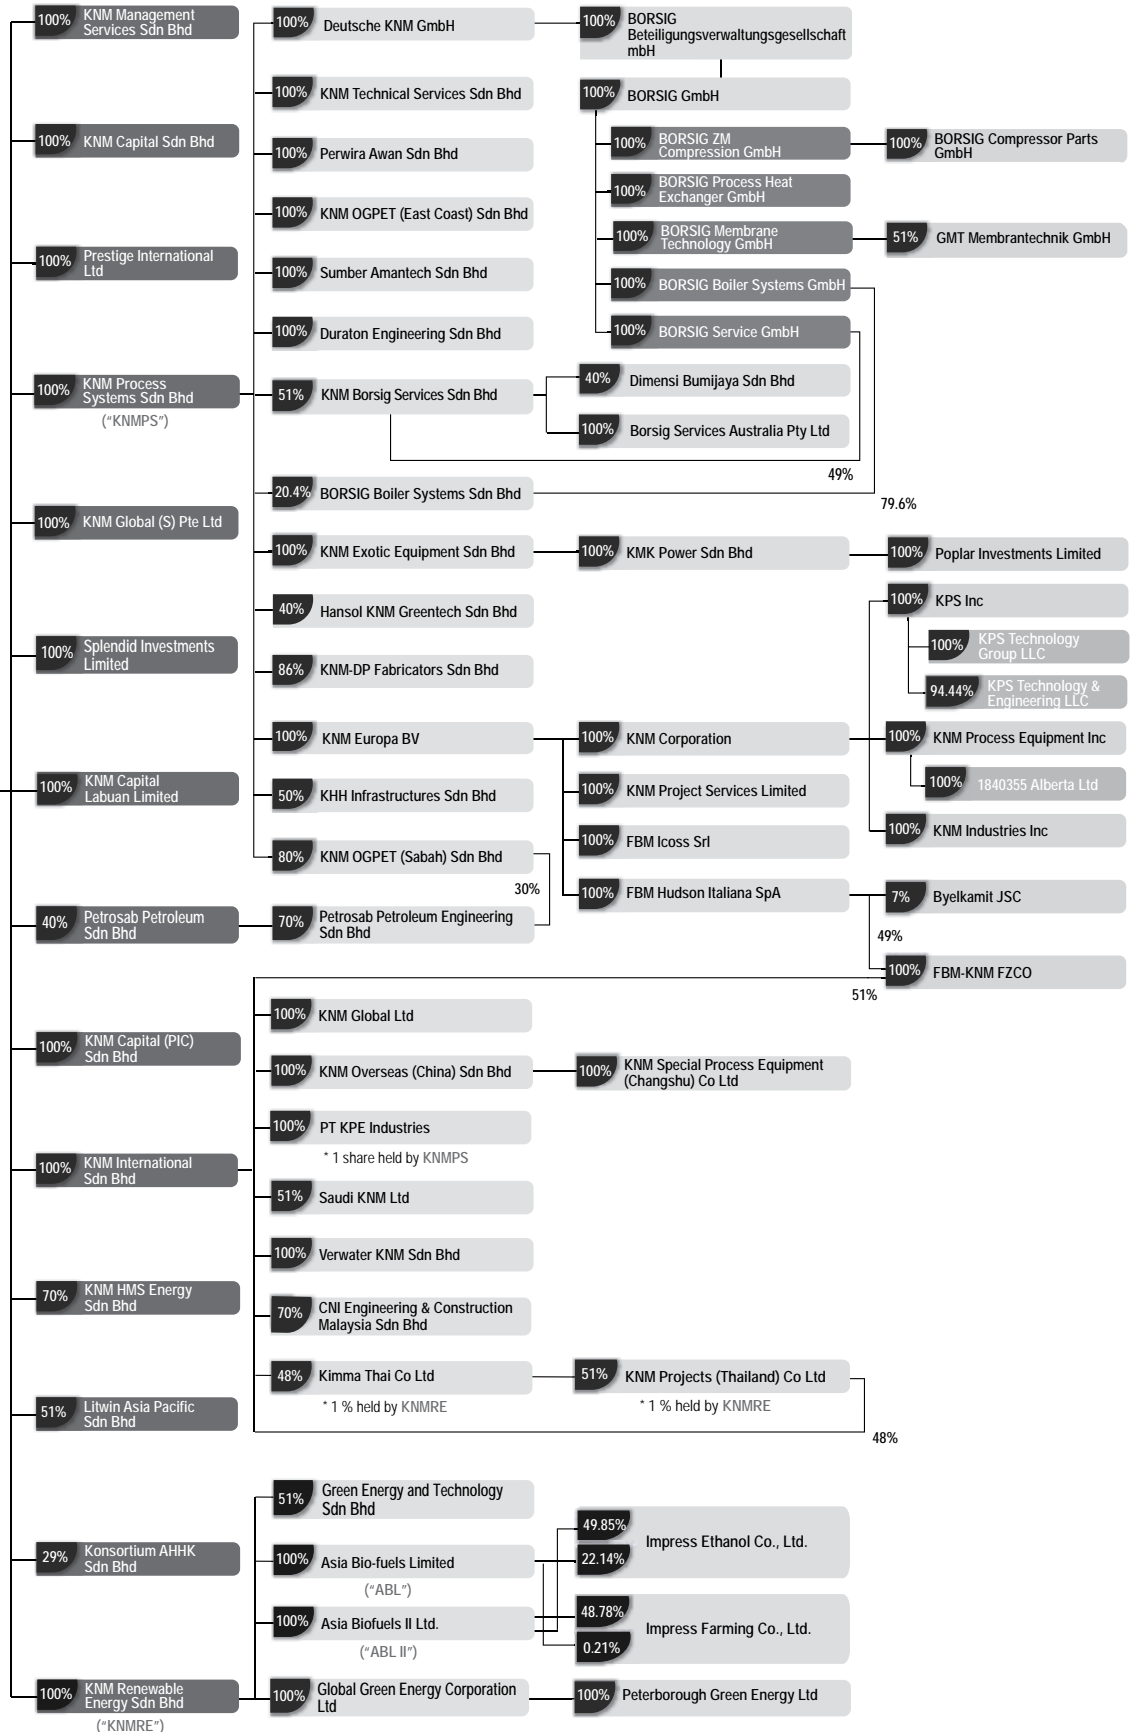 100%
KNM Management
Services Sdn Bhd
100%
KNM Capital Sdn Bhd
100%
Prestige International
Ltd
100%
KNM Process
Systems Sdn Bhd
("KNMPS")
100%
KNM Global (S) Pte Ltd
100%
Splendid Investments
Limited
100%
KNM Capital
Labuan Limited
40%
Petrosab Petroleum
Sdn Bhd
100%
KNM Capital (PIC)
Sdn Bhd
100%
KNM International
Sdn Bhd
70%
KNM HMS Energy
Sdn Bhd
51%
Litwin Asia Pacific
Sdn Bhd
29%
Konsortium AHHK
Sdn Bhd
100%
KNM Renewable
Energy Sdn Bhd
("KNMRE")
100%
Deutsche KNM GmbH
100%
KNM Technical Services Sdn Bhd
100%
Perwira Awan Sdn Bhd
100%
KNM OGPET (East Coast) Sdn Bhd
100%
Sumber Amantech Sdn Bhd
100%
Duraton Engineering Sdn Bhd
51%
KNM Borsig Services Sdn Bhd
20.4%
BORSIG Boiler Systems Sdn Bhd
100%
KNM Exotic Equipment Sdn Bhd
40%
Hansol KNM Greentech Sdn Bhd
86%
KNM-DP Fabricators Sdn Bhd
100%
KNM Europa BV
50%
KHH Infrastructures Sdn Bhd
80%
KNM OGPET (Sabah) Sdn Bhd
30%
70%
Petrosab Petroleum Engineering
Sdn Bhd
100%
KNM Global Ltd
100%
KNM Overseas (China) Sdn Bhd
100%
PT KPE Industries
* 1 share held by KNMPS
51%
Saudi KNM Ltd
100%
Verwater KNM Sdn Bhd
70%
CNI Engineering & Construction
Malaysia Sdn Bhd
48%
Kimma Thai Co Ltd
* 1 % held by KNMRE
51%
Green Energy and Technology
Sdn Bhd
100%
Asia Bio-fuels Limited
("ABL")
100%
Asia Biofuels II Ltd.
("ABL II")
100%
Global Green Energy Corporation
Ltd
100%
BORSIG
Beteiligungsverwaltungsgesellschaft
mbH
100%
BORSIG GmbH
100%
BORSIG ZM
Compression GmbH
100%
BORSIG Process Heat
Exchanger GmbH
100%
BORSIG Membrane
Technology GmbH
100%
BORSIG Boiler Systems GmbH
100%
BORSIG Service GmbH
40%
Dimensi Bumijaya Sdn Bhd
100%
Borsig Services Australia Pty Ltd
49%
79.6%
100%
KMK Power Sdn Bhd
100%
KNM Corporation
100%
KNM Project Services Limited
100%
FBM Icoss Srl
100%
FBM Hudson Italiana SpA
100%
KNM Special Process Equipment
(Changshu) Co Ltd
51%
KNM Projects (Thailand) Co Ltd
* 1 % held by KNMRE
48%
49.85%
22.14%
Impress Ethanol Co., Ltd.
48.78%
0.21%
Impress Farming Co., Ltd.
100%
Peterborough Green Energy Ltd
100%
BORSIG Compressor Parts
GmbH
51%
GMT Membrantechnik GmbH
100%
Poplar Investments Limited
100%
KPS Inc
100%
KPS Technology
Group LLC
94.44%
KPS Technology &
Engineering LLC
100%
KNM Process Equipment Inc
100%
1840355 Alberta Ltd
100%
KNM Industries Inc
7%
Byelkamit JSC
49%
100%
FBM-KNM FZCO
51%